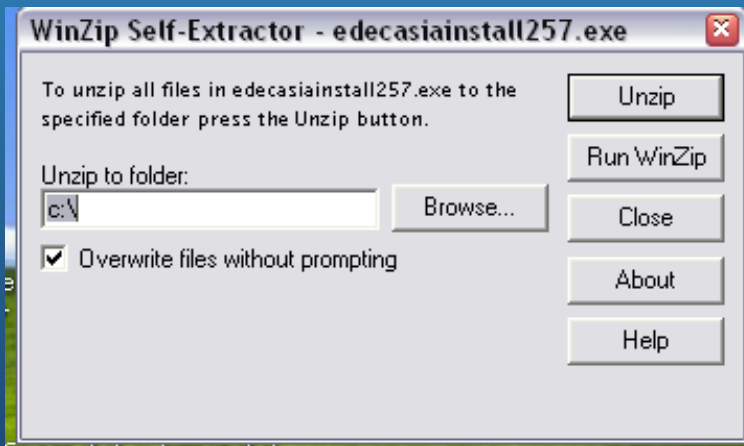 WinZip Self-Extractor - edecasiainstall257.exe
To unzip all files in edecasiainstall257.exe to the
specified folder press the Unzip button.
Unzip to folder:
c:\
Browse...
Overwrite files without prompting
Unzip
Run WinZip
Close
About
Help